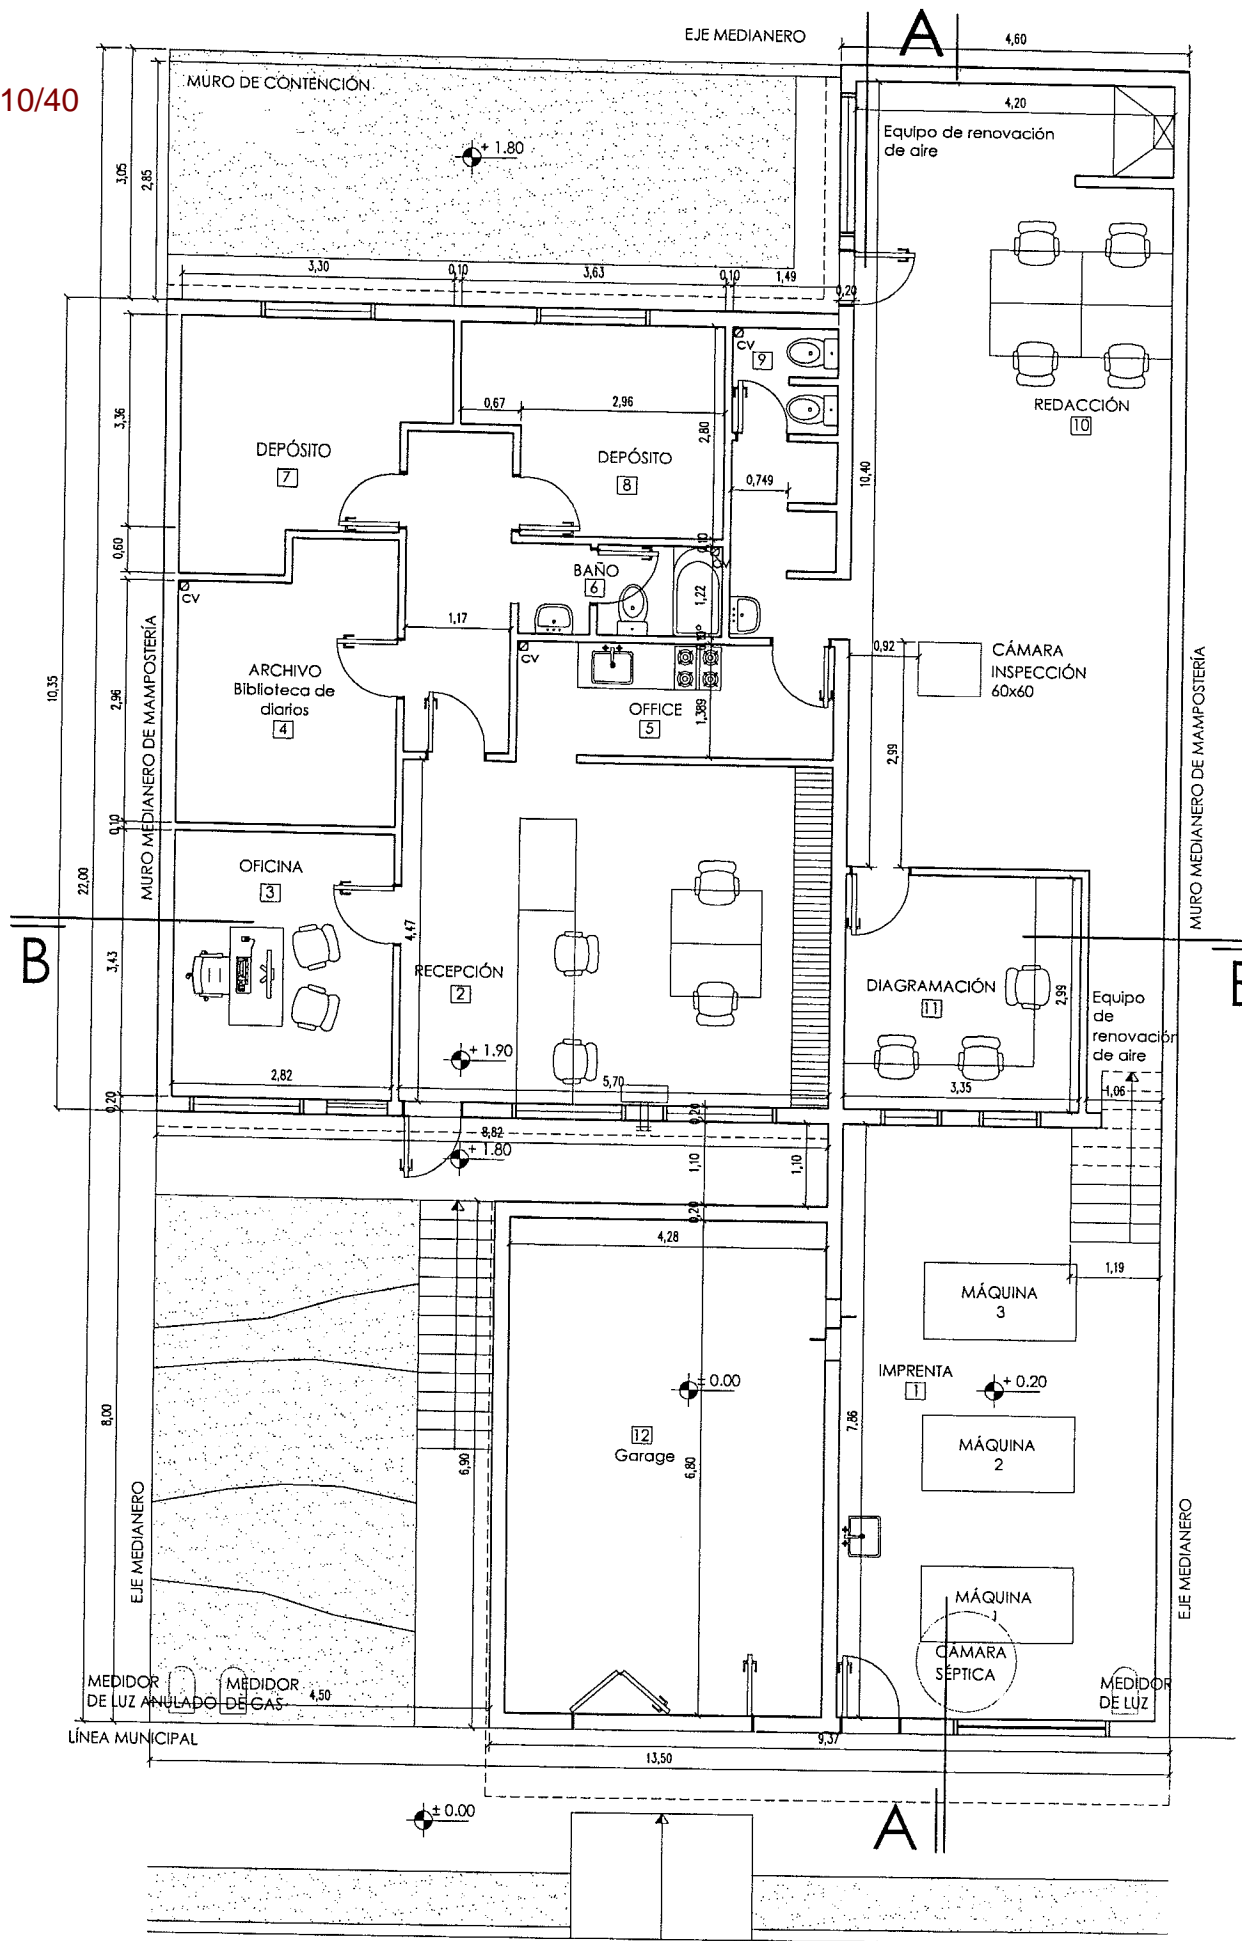 EJE MEDIANERO
A
4,60
10/40
MURO DE CONTENCIÓN
4,20
Equipo de renovación
de aire
+ 1.80
3,05
2,85
3,30
0,10
3,63
0,10
1,49
0,20
CV
9
REDACCIÓN
10
0,67
2,96
2,80
3,36
DEPÓSITO
7
DEPÓSITO
8
10,40
0,749
0,60
0,10
CV
BAÑO
6
1,22
CV
1,17
0,10
CV
0,92
CÁMARA
INSPECCIÓN
60x60
ARCHIVO
Biblioteca de
diarios
4
OFFICE
5
1,389
2,99
10,35
2,96
MURO MEDIANERO DE MAMPOSTERÍA
MURO MEDIANERO DE MAMPOSTERÍA
0,10
22,00
OFICINA
3
B
3,43
4,47
RECEPCIÓN
2
DIAGRAMACIÓN
11
2,99
Equipo
de
renovación
de aire
+ 1.90
2,82
5,70
3,35
1,06
0,20
0,20
8,82
+ 1.80
1,10
1,10
0,20
4,28
1,19
MÁQUINA
3
IMPRENTA
1
+ 0.20
± 0.00
8,00
7,86
12
Garage
MÁQUINA
2
6,90
6,80
EJE MEDIANERO
EJE MEDIANERO
MÁQUINA
1
CÁMARA
SÉPTICA
MEDIDOR
DE LUZ ANULADO
MEDIDOR
DE GAS
4,50
MEDIDOR
DE LUZ
LÍNEA MUNICIPAL
9,37
13,50
± 0.00
A